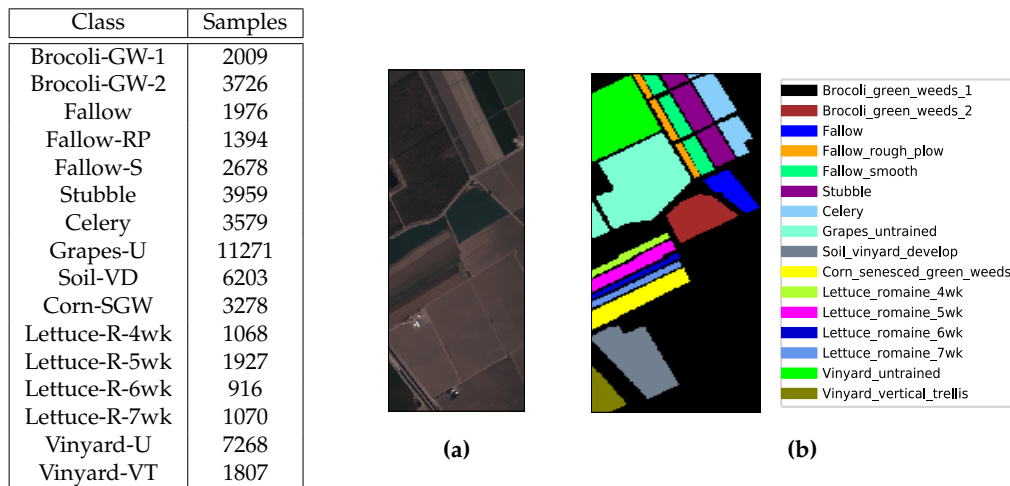 Class Samples
Brocoli-GW-1 2009
Brocoli-GW-2 3726
Fallow 1976
Fallow-RP 1394
Fallow-S 2678
Stubble 3959
Celery 3579
Grapes-U 11271
Soil-VD 6203
Corn-SGW 3278
Lettuce-R-4wk 1068
Lettuce-R-5wk 1927
Lettuce-R-6wk 916
Lettuce-R-7wk 1070
Vinyard-U 7268
Vinyard-VT 1807
(a)
Brocoli_green_weeds_1
Brocoli_green_weeds_2
Fallow
Fallow_rough_plow
Fallow_smooth
Stubble
Celery
Grapes_untrained
Soil_vinyard_develop
Corn_senesced_green_weeds
Lettuce_romaine_4wk
Lettuce_romaine_5wk
Lettuce_romaine_6wk
Lettuce_romaine_7wk
Vinyard_untrained
Vinyard_vertical_trellis
(b)